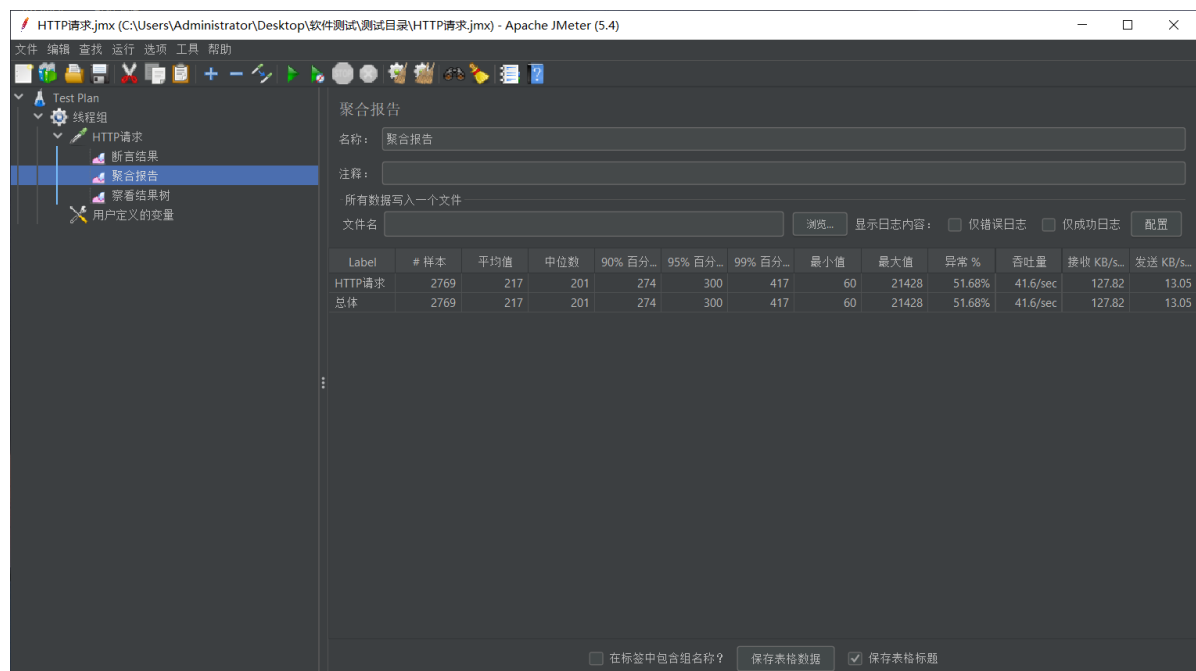 HTTP请求.jmx (C:\Users\Administrator\Desktop\软件测试\测试目录\HTTP请求.jmx) - Apache JMeter (5.4)
文件 编辑 查找 运行 选项 工具 帮助
Test Plan
线程组
HTTP请求
断言结果
聚合报告
察看结果树
用户定义的变量
聚合报告
名称： 聚合报告
注释：
所有数据写入一个文件
文件名 浏览... 显示日志内容： 仅错误日志 仅成功日志 配置
Label # 样本 平均值 中位数 90% 百分... 95% 百分... 99% 百分... 最小值 最大值 异常 % 吞吐量 接收 KB/s... 发送 KB/s...
HTTP请求 2769 217 201 274 300 417 60 21428 51.68% 41.6/sec 127.82 13.05
总体 2769 217 201 274 300 417 60 21428 51.68% 41.6/sec 127.82 13.05
在标签中包含组名称？ 保存表格数据 保存表格标题